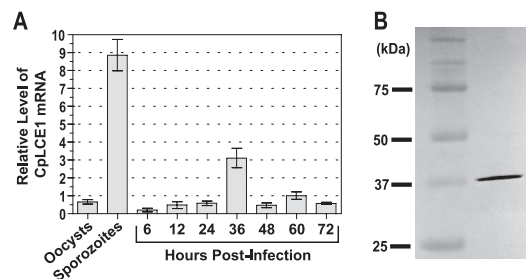 A
Relative Level of
CpLCE1 mRNA
10
9
8
7
6
5
4
3
2
1
0
Oocysts
Sporozoites
6 12 24 36 48 60 72
Hours Post-Infection
B
(kDa)
75
50
37
25